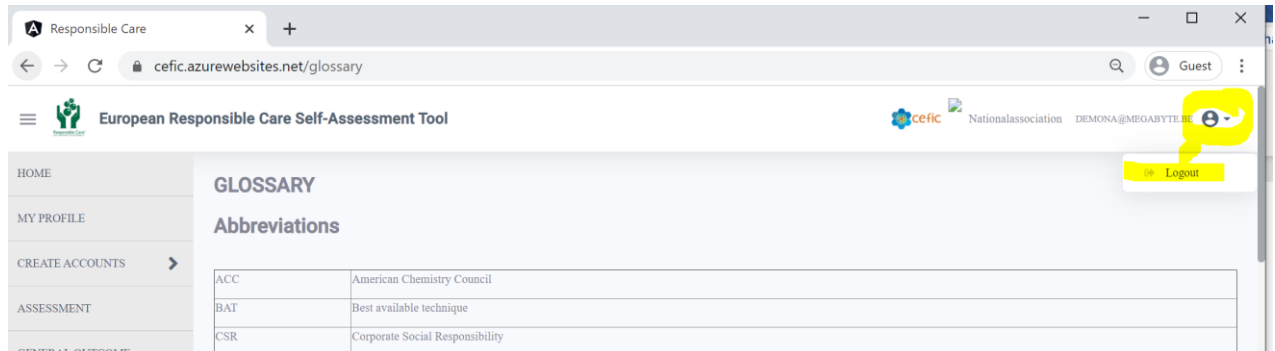 Responsible Care
cefic.azurewebsites.net/glossary
Guest
European Responsible Care Self-Assessment Tool
cefic
Nationalassociation
DEMONA@MEGABYTE.BE
Logout
HOME
MY PROFILE
CREATE ACCOUNTS
ASSESSMENT
GENERAL OUTCOME
GLOSSARY
Abbreviations
ACC American Chemistry Council
BAT Best available technique
CSR Corporate Social Responsibility